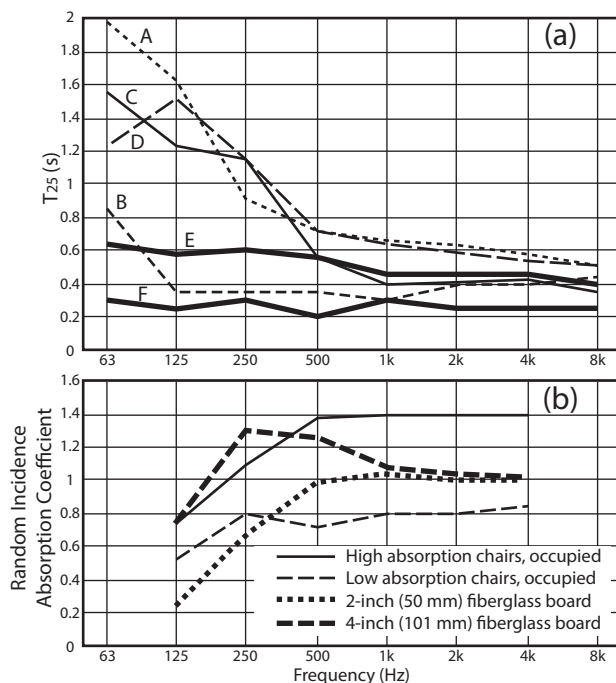 2
1.8
1.6
1.4
1.2
1
0.8
0.6
0.4
0.2
0
T25 (s)
A
C
D
B
E
F
(a)
63 125 250 500 1k 2k 4k 8k
1.6
1.4
1.2
1
0.8
0.6
0.4
0.2
0
Random Incidence
Absorption Coefficient
(b)
High absorption chairs, occupied
Low absorption chairs, occupied
2-inch (50 mm) fiberglass board
4-inch (101 mm) fiberglass board
63 125 250 500 1k 2k 4k 8k
Frequency (Hz)